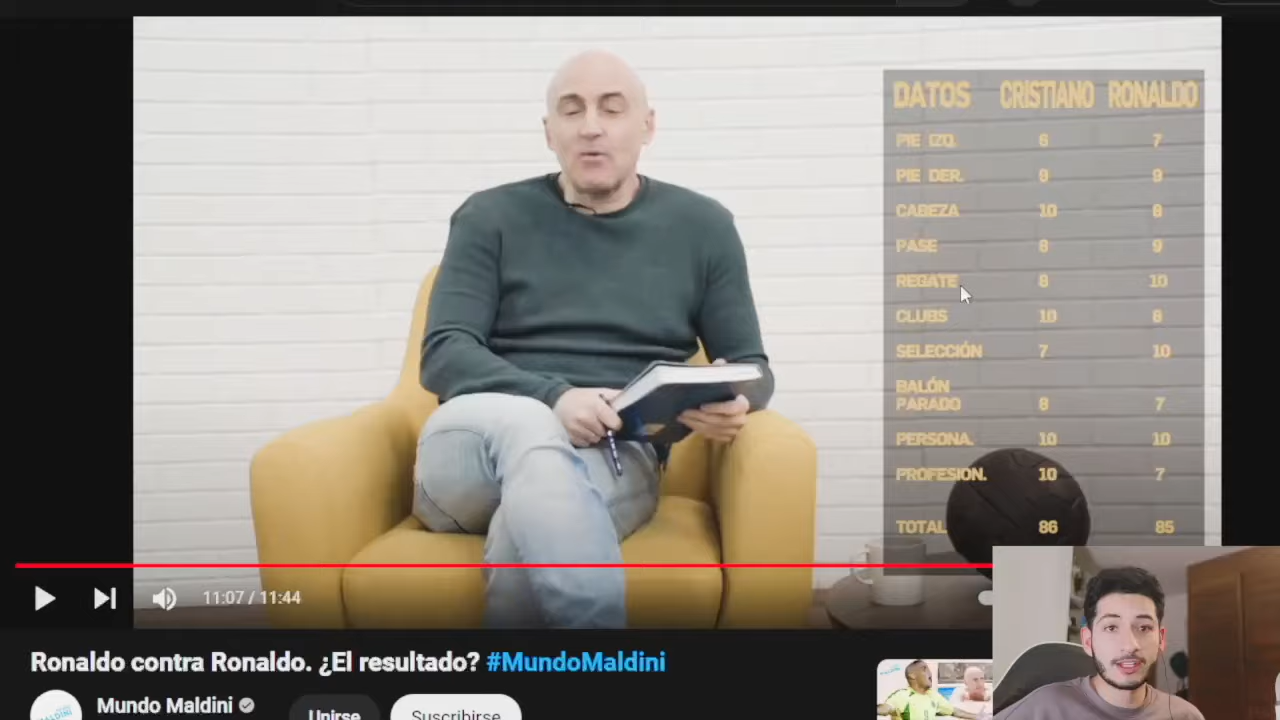 DATOS CRISTIANO RONALDO
PIE IZQ. 6 7
PIE DER. 9 9
CABEZA 10 8
PASE 8 9
REGATE 8 10
CLUBS 10 8
SELECCIÓN 7 10
BALÓN
PARADO 8 7
PERSONA. 10 10
PROFESION. 10 7
TOTAL 86 85
11:07 / 11:44
Ronaldo contra Ronaldo. ¿El resultado? #MundoMaldini
Mundo Maldini
Unirse
Suscribirse